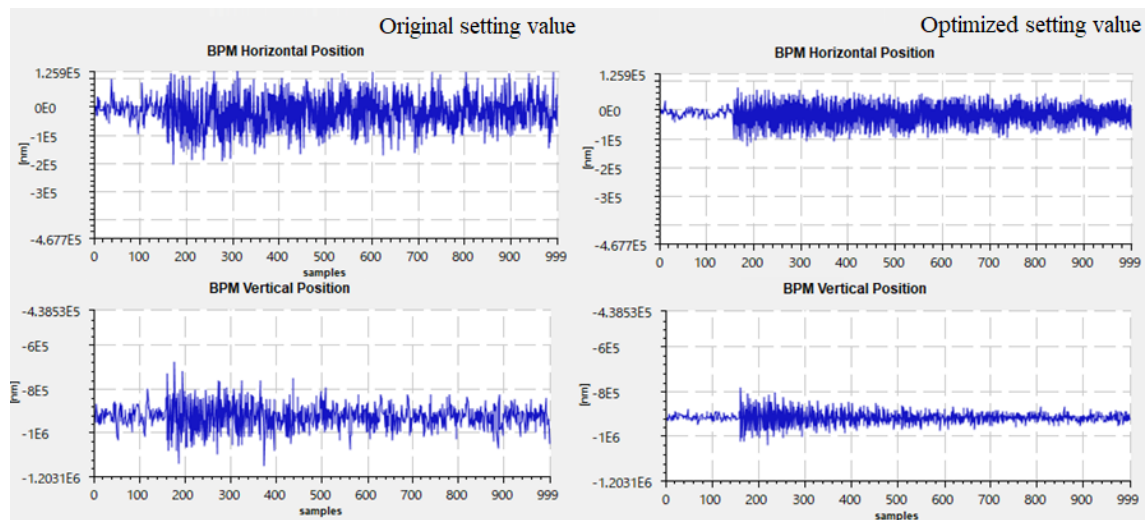 Original setting value
Optimized setting value
BPM Horizontal Position
1.259E5
0E0
-1E5
-2E5
-3E5
-4.677E5
[nm]
0 100 200 300 400 500 600 700 800 900 999
samples
BPM Horizontal Position
1.259E5
0E0
-1E5
-2E5
-3E5
-4.677E5
[nm]
0 100 200 300 400 500 600 700 800 900 999
samples
BPM Vertical Position
-4.3853E5
-6E5
-8E5
-1E6
-1.2031E6
[nm]
0 100 200 300 400 500 600 700 800 900 999
samples
BPM Vertical Position
-4.3853E5
-6E5
-8E5
-1E6
-1.2031E6
[nm]
0 100 200 300 400 500 600 700 800 900 999
samples